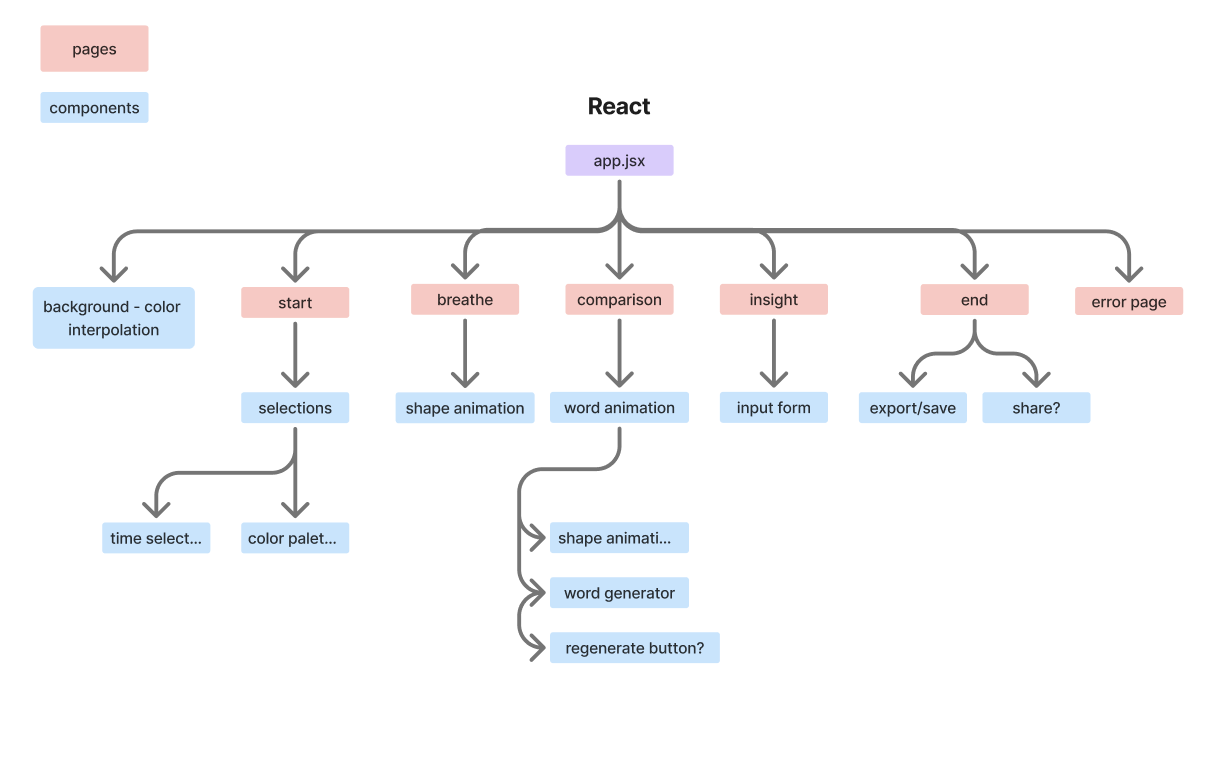 pages
components
React
app.jsx
background - color
interpolation
start
breathe
comparison
insight
end
error page
selections
shape animation
word animation
input form
export/save
share?
time select...
color palet...
shape animati...
word generator
regenerate button?